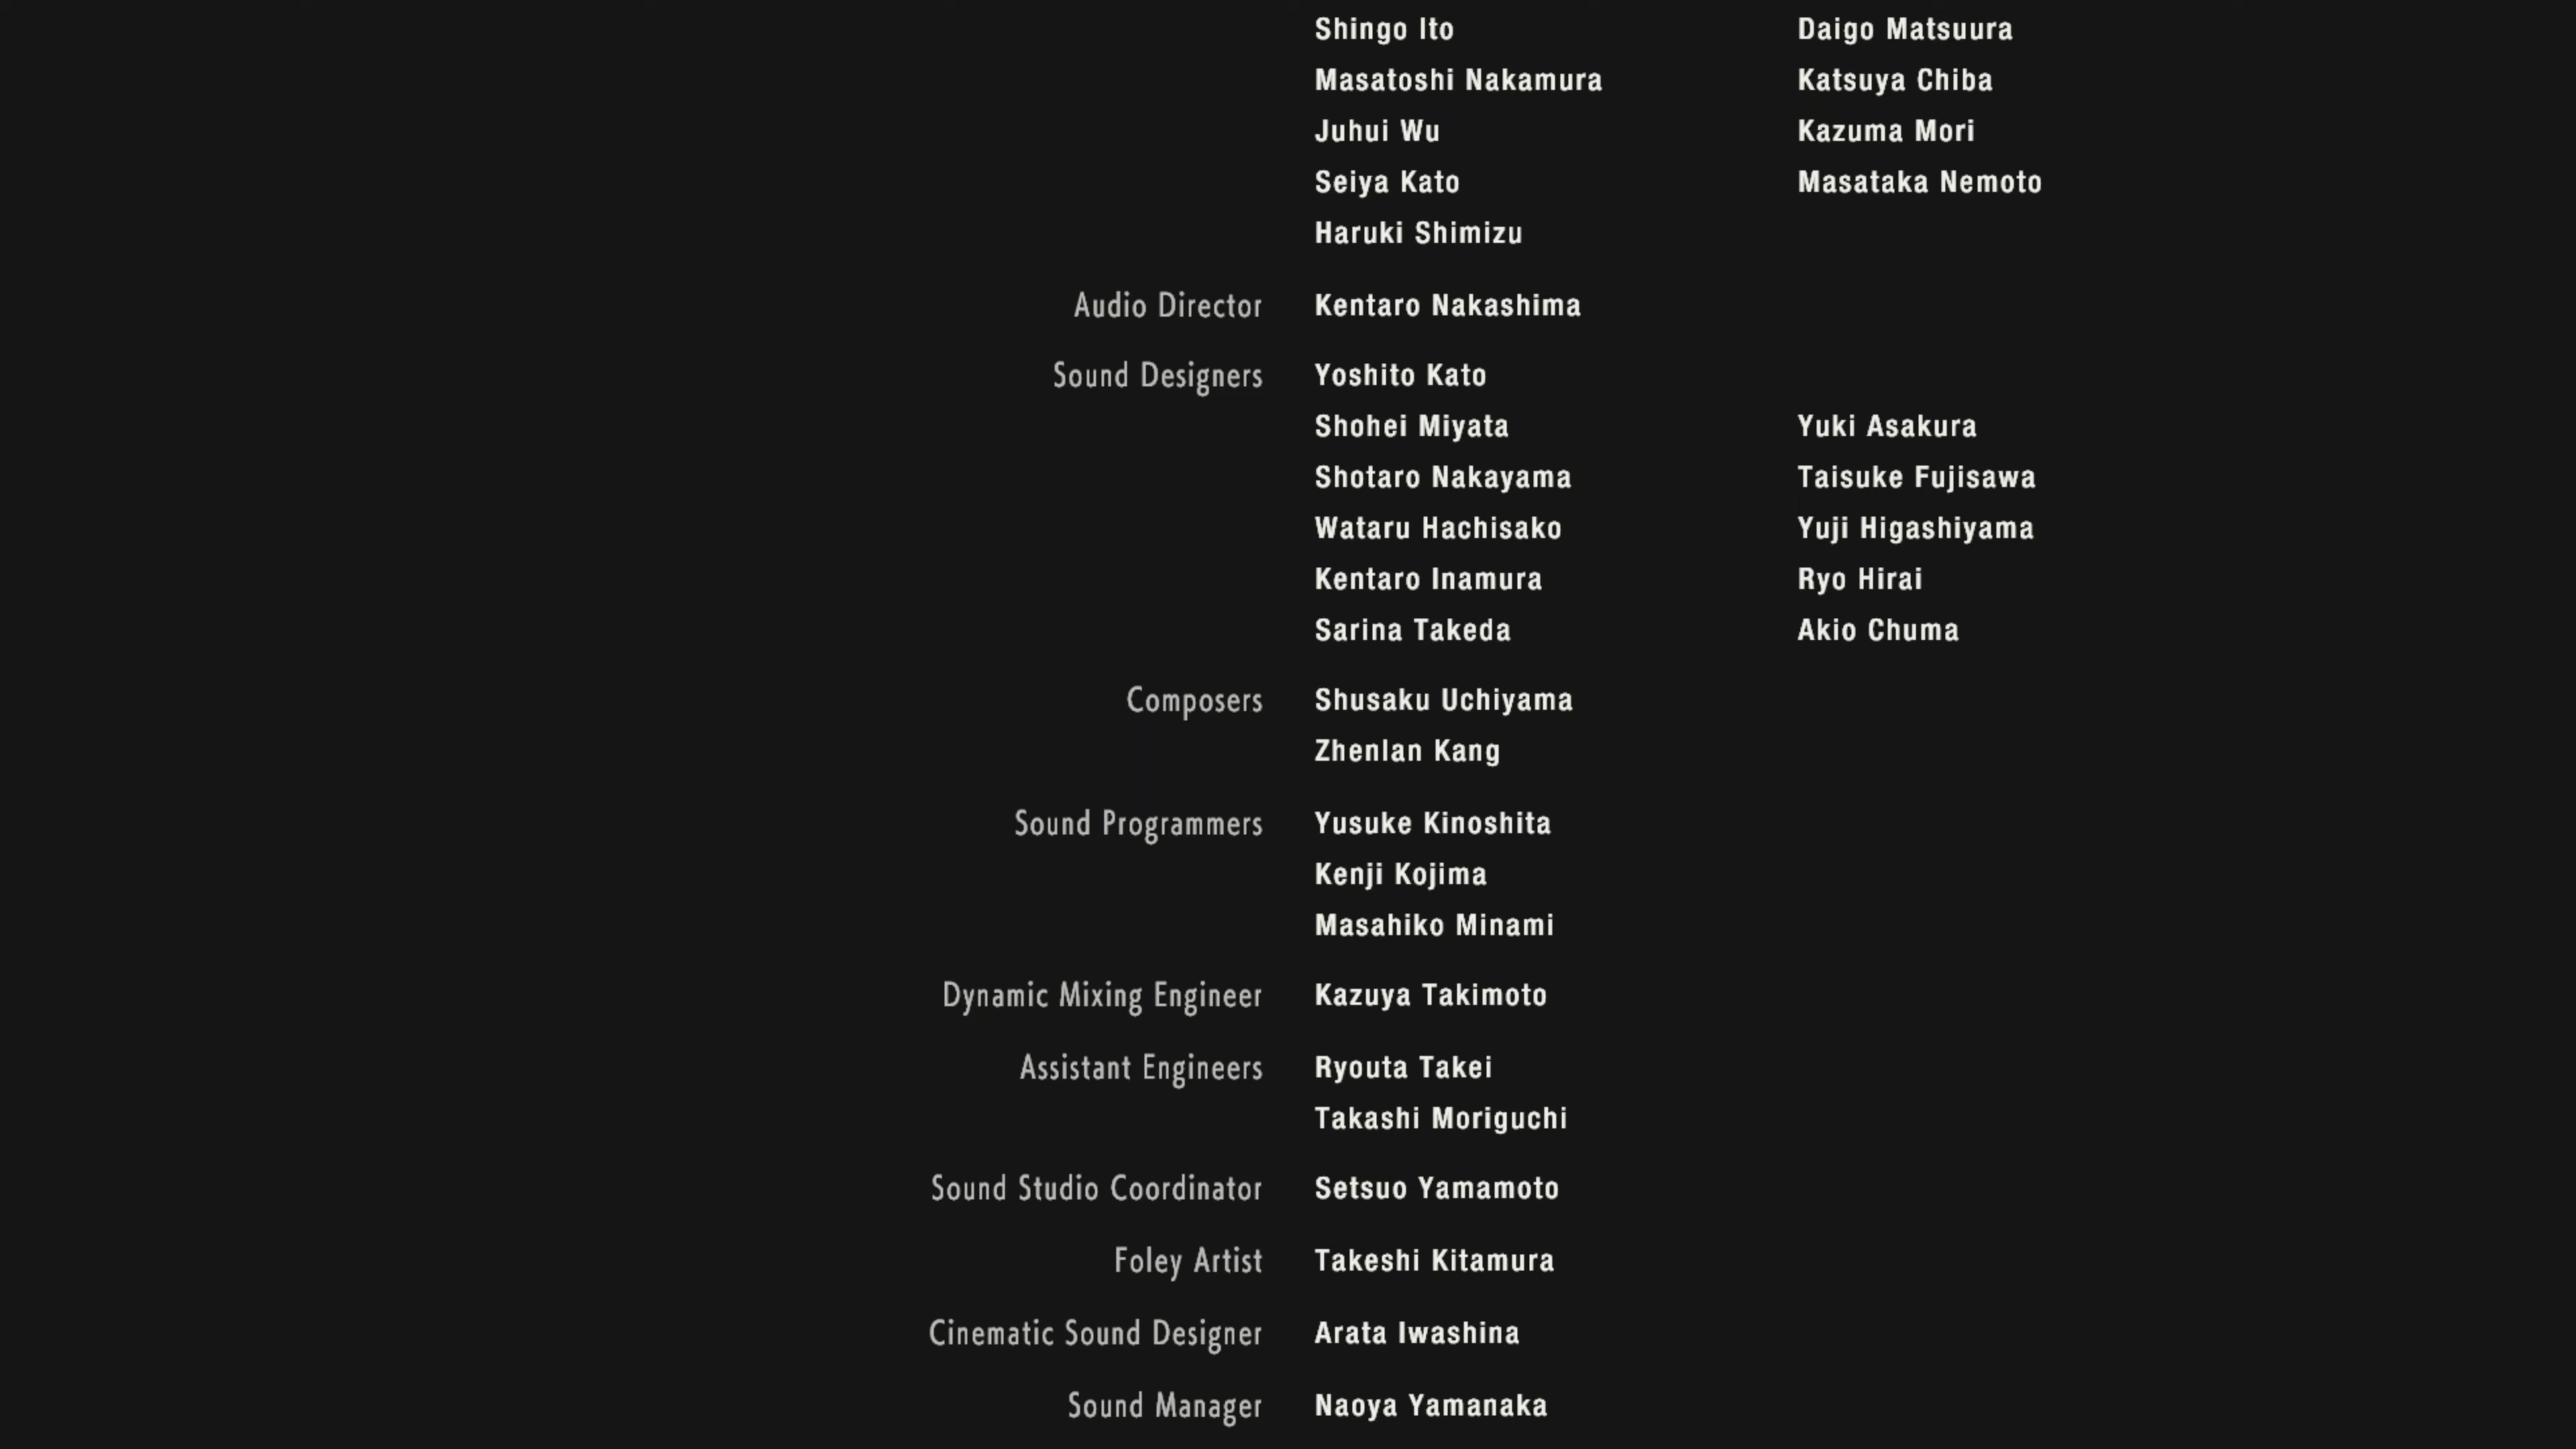 Shingo Ito Daigo Matsuura
Masatoshi Nakamura Katsuya Chiba
Juhui Wu Kazuma Mori
Seiya Kato Masataka Nemoto
Haruki Shimizu
Audio Director Kentaro Nakashima
Sound Designers Yoshito Kato
Shohei Miyata Yuki Asakura
Shotaro Nakayama Taisuke Fujisawa
Wataru Hachisako Yuji Higashiyama
Kentaro Inamura Ryo Hirai
Sarina Takeda Akio Chuma
Composers Shusaku Uchiyama
Zhenlan Kang
Sound Programmers Yusuke Kinoshita
Kenji Kojima
Masahiko Minami
Dynamic Mixing Engineer Kazuya Takimoto
Assistant Engineers Ryouta Takei
Takashi Moriguchi
Sound Studio Coordinator Setsuo Yamamoto
Foley Artist Takeshi Kitamura
Cinematic Sound Designer Arata Iwashina
Sound Manager Naoya Yamanaka